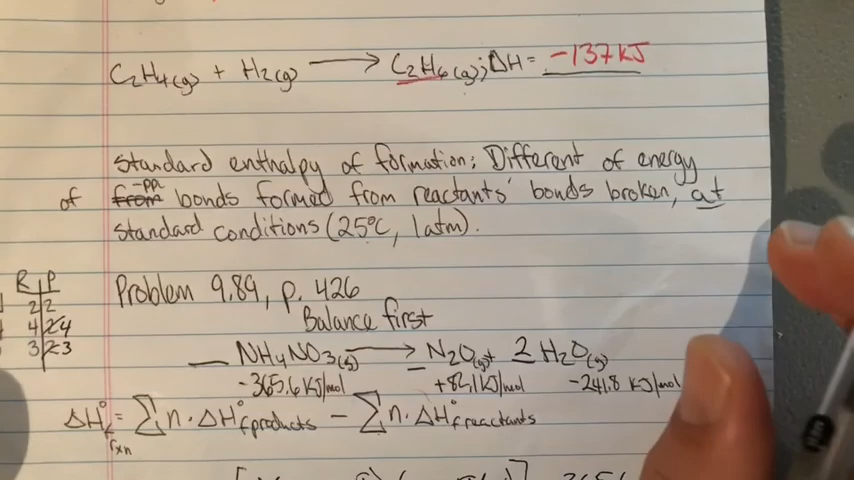 C2H4(g) + H2(g) → C2H6(g); ΔH = -137 kJ
Standard enthalpy of formation; Different of energy
of from bonds formed from reactants' bonds broken, at
standard conditions (25°C, 1atm).
R P
2 2
4 2 4
3 2 3
Problem 9.89, p. 426
Balance first
NH4NO3(s) → N2O(g) + 2 H2O(g)
-365.6 KJ/mol +82.1 KJ/mol -241.8 KJ/mol
ΔH°f rxn = Σ n · ΔH°f products − Σ n · ΔH°f reactants